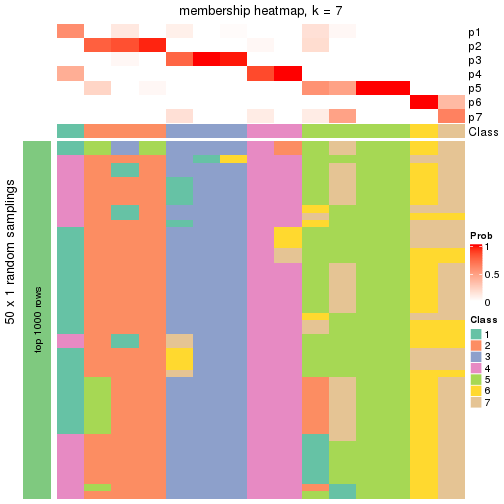 membership heatmap, k = 7
p1
p2
p3
p4
p5
p6
p7
Class
50 x 1 random samplings
top 1000 rows
Prob
1
0.5
0
Class
1
2
3
4
5
6
7